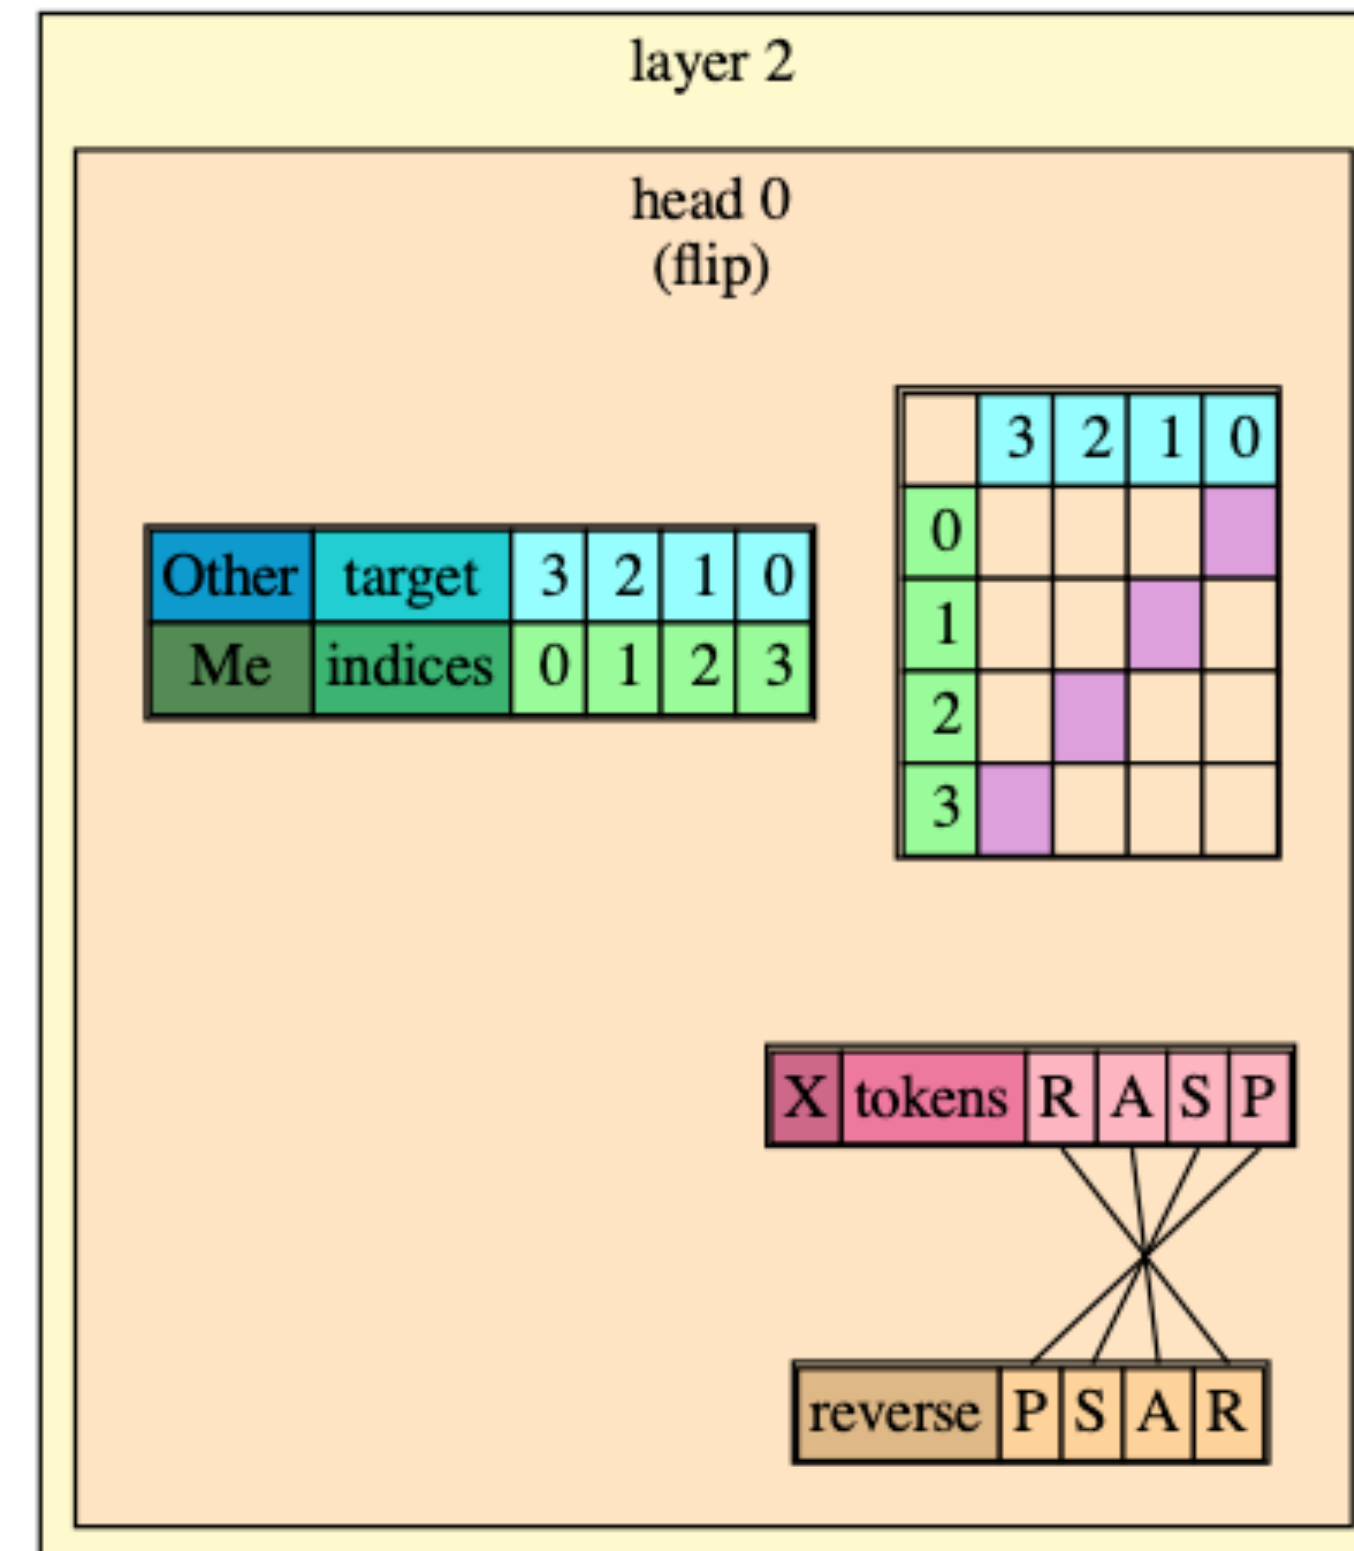 layer 2
head 0
(flip)
3 2 1 0
0
Other target 3 2 1 0
1
Me indices 0 1 2 3
2
3
X tokens R A S P
reverse P S A R